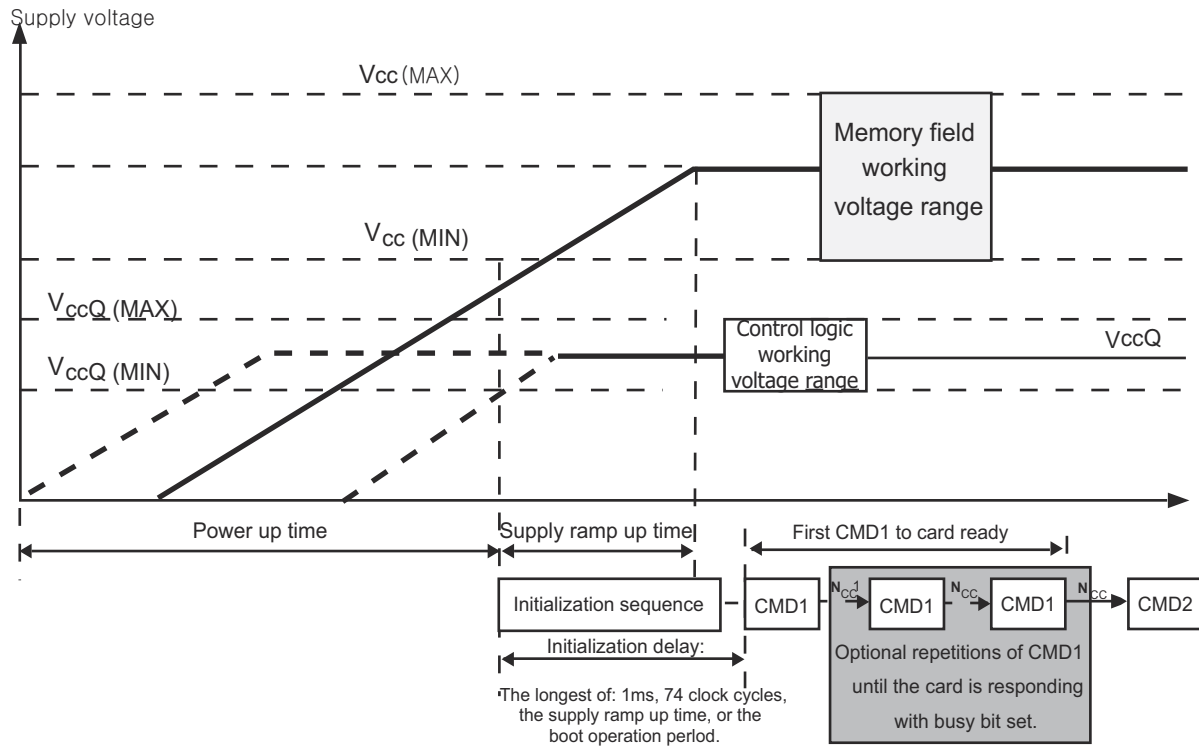 Supply voltage
Vcc (MAX)
Memory field
working
voltage range
Vcc (MIN)
VccQ (MAX)
Control logic
working
voltage range
VccQ
VccQ (MIN)
Power up time
Supply ramp up time
First CMD1 to card ready
Initialization sequence
CMD1
NCC1
CMD1
NCC
CMD1
NCC
CMD2
Initialization delay:
Optional repetitions of CMD1
until the card is responding
with busy bit set.
The longest of: 1ms, 74 clock cycles,
the supply ramp up time, or the
boot operation perlod.